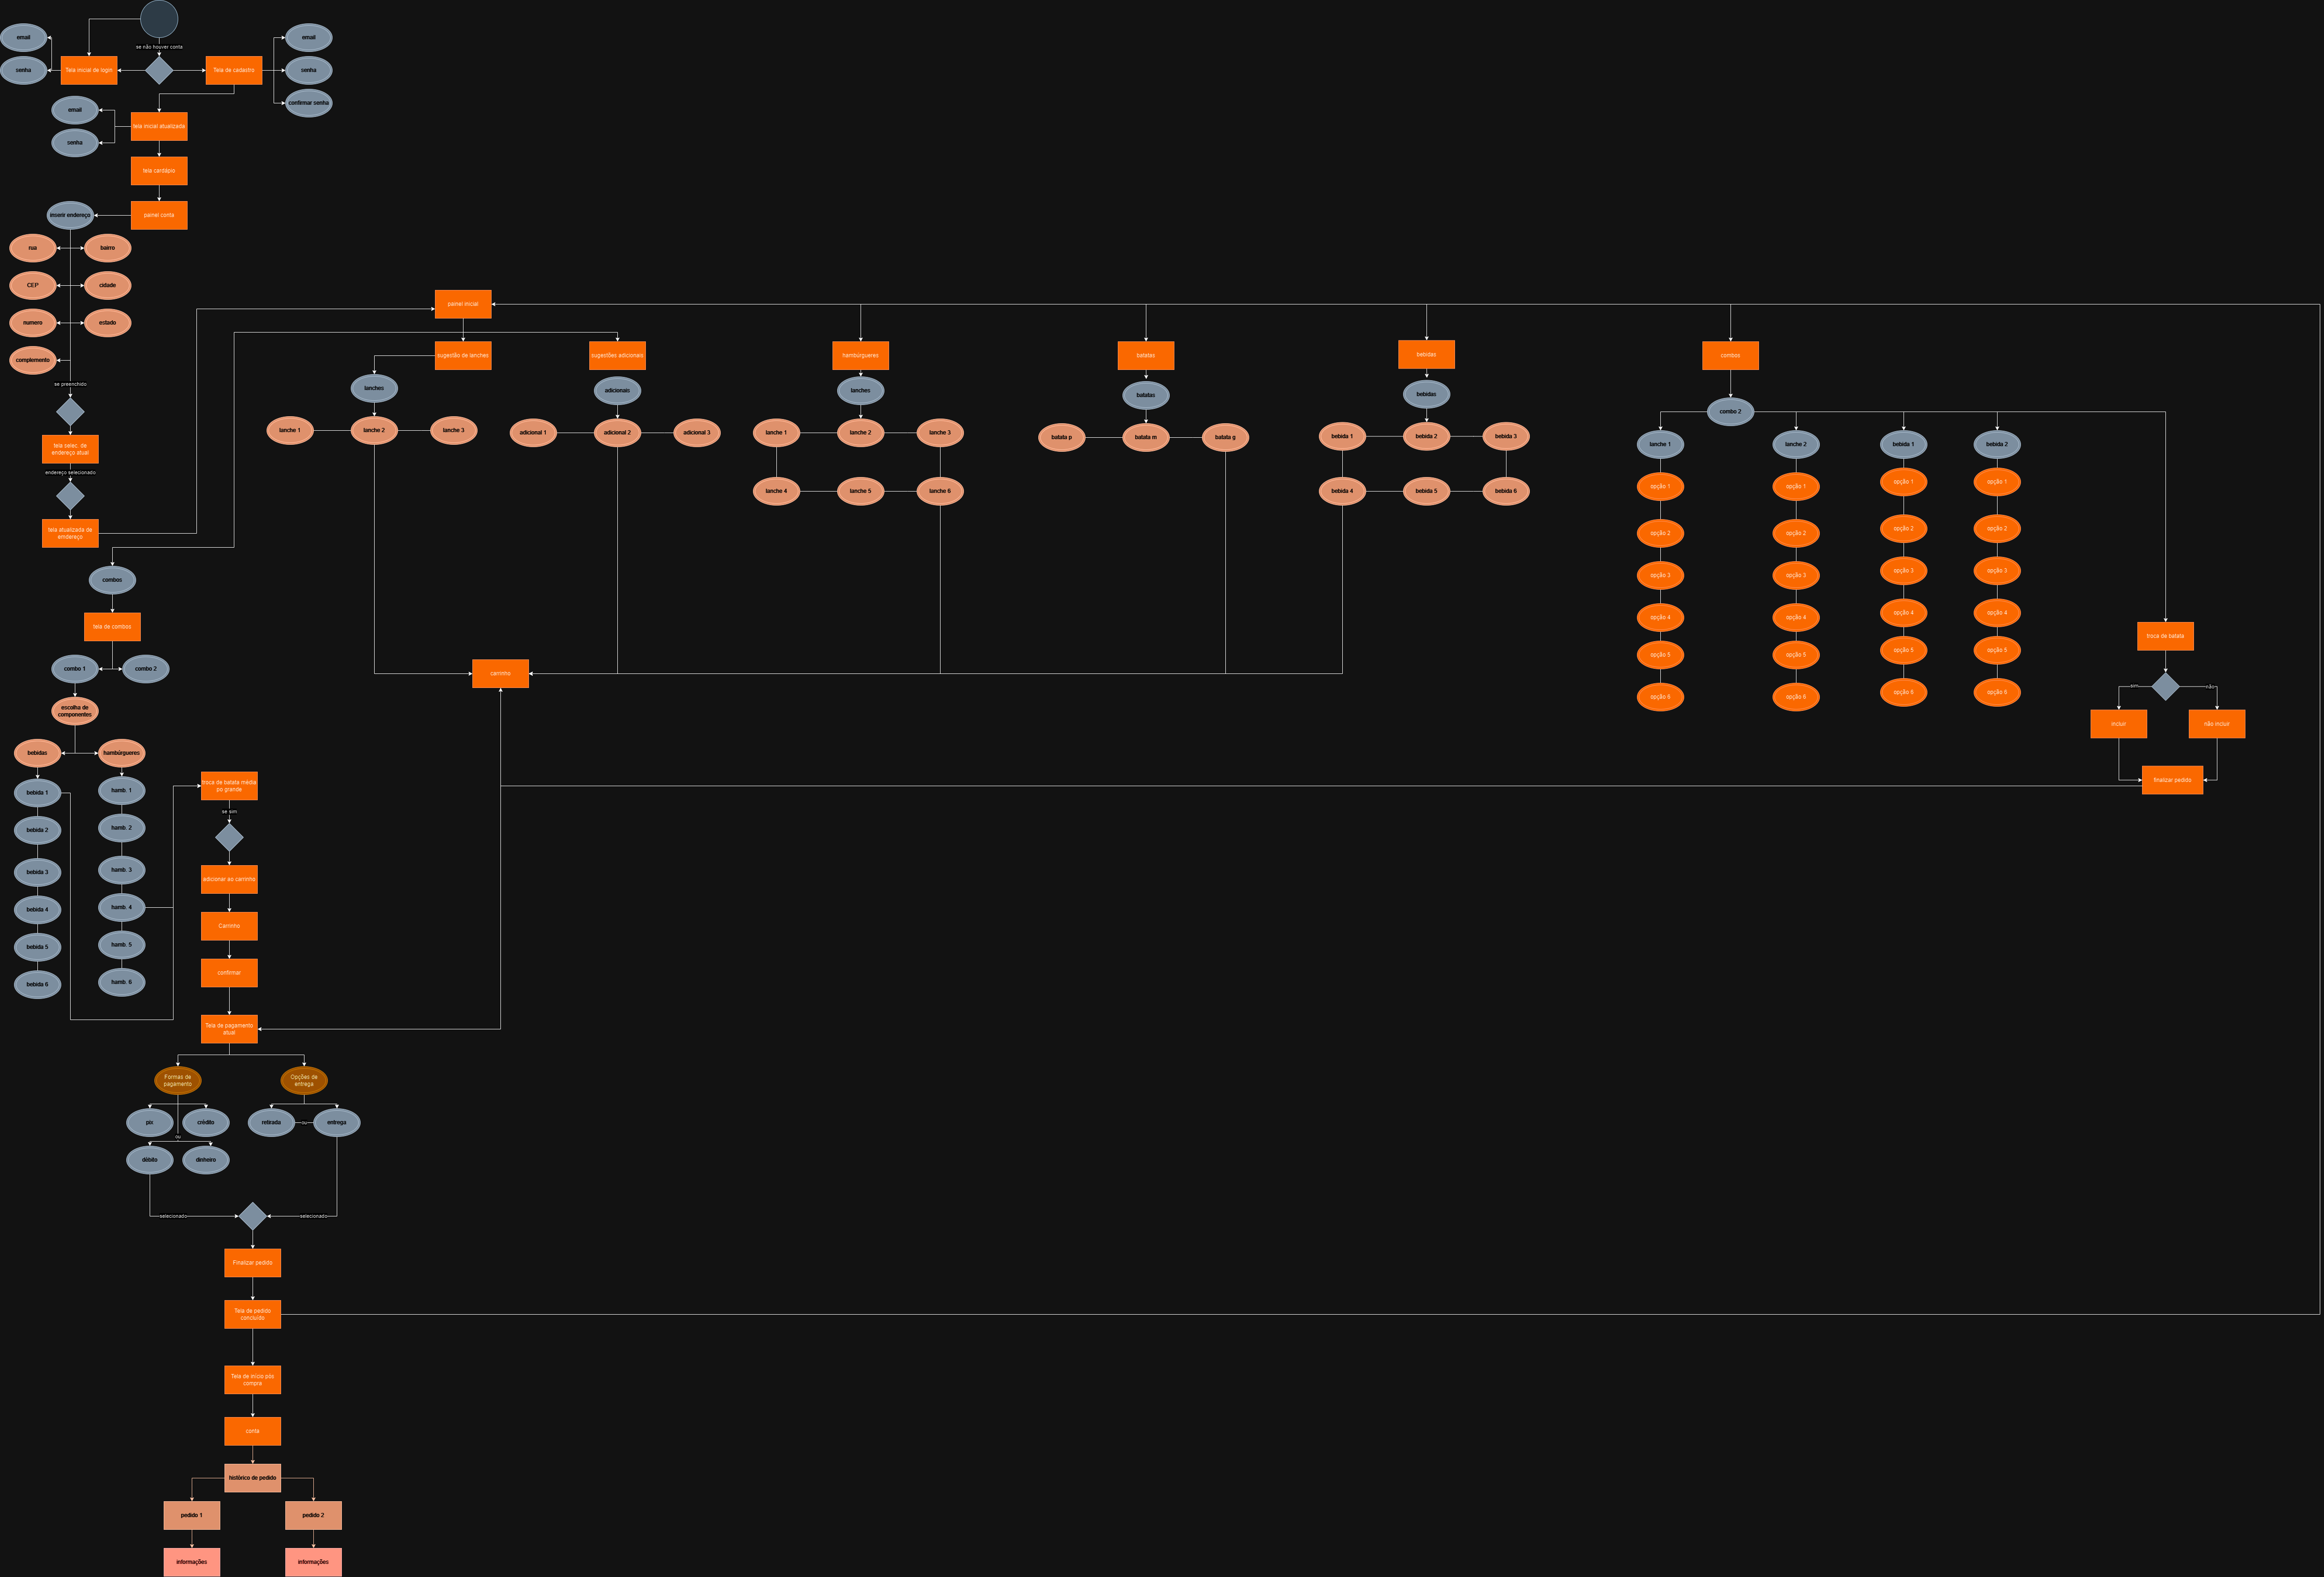 email
se não houver conta
email
senha
Tela inicial de login
Tela de cadastro
senha
confirmar senha
email
tela inicial atualizada
senha
tela cardápio
inserir endereço
painel conta
rua
bairro
CEP
cidade
numero
estado
complemento
se preenchido
tela selec. de
endereço atual
endereço selecionado
tela atualizada de
emdereço
painel inicial
sugestão de lanches
sugestões adicionais
hambúrgueres
batatas
bebidas
combos
lanches
adicionais
lanches
batatas
bebidas
combo 2
lanche 1
lanche 2
lanche 3
adicional 1
adicional 2
adicional 3
lanche 1
lanche 2
lanche 3
batata p
batata m
batata g
bebida 1
bebida 2
bebida 3
lanche 4
lanche 5
lanche 6
bebida 4
bebida 5
bebida 6
lanche 1
lanche 2
bebida 1
bebida 2
opção 1
opção 1
opção 1
opção 1
opção 2
opção 2
opção 2
opção 2
opção 3
opção 3
opção 3
opção 3
opção 4
opção 4
opção 4
opção 4
opção 5
opção 5
opção 5
opção 5
opção 6
opção 6
opção 6
opção 6
troca de batata
sim
não
incluir
não incluir
finalizar pedido
carrinho
combos
tela de combos
combo 1
combo 2
escolha de
componentes
bebidas
hambúrgueres
bebida 1
hamb. 1
bebida 2
hamb. 2
bebida 3
hamb. 3
bebida 4
hamb. 4
bebida 5
hamb. 5
bebida 6
hamb. 6
troca de batata média
po grande
se sim
adicionar ao carrinho
Carrinho
confirmar
Tela de pagamento
atual
Formas de
pagamento
Opções de
entrega
pix
crédito
retirada
ou
entrega
ou
débito
dinheiro
selecionado
selecionado
Finalizar pedido
Tela de pedido
concluído
Tela de início pós
compra
conta
histórico de pedido
pedido 1
pedido 2
informações
informações